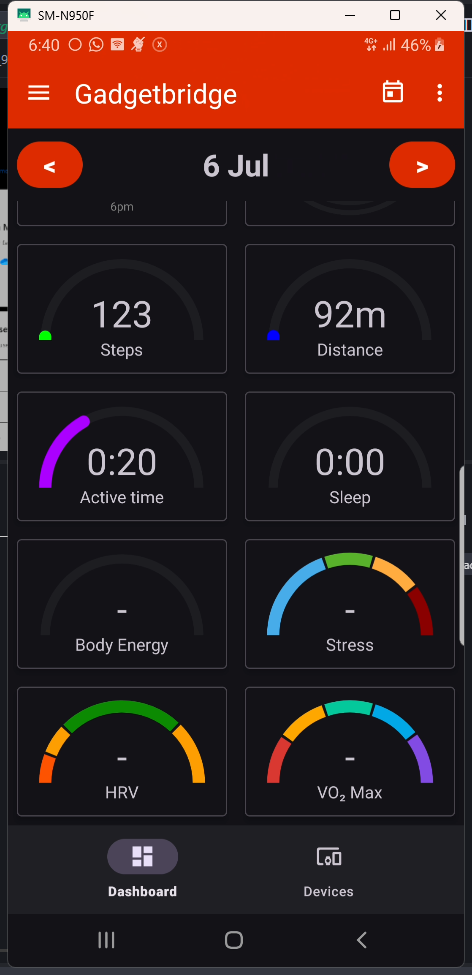 SM-N950F
6:40
4G+
46%
Gadgetbridge
<
6 Jul
>
6pm
123
Steps
92m
Distance
0:20
Active time
0:00
Sleep
-
Body Energy
-
Stress
-
HRV
-
VO₂ Max
Dashboard
Devices